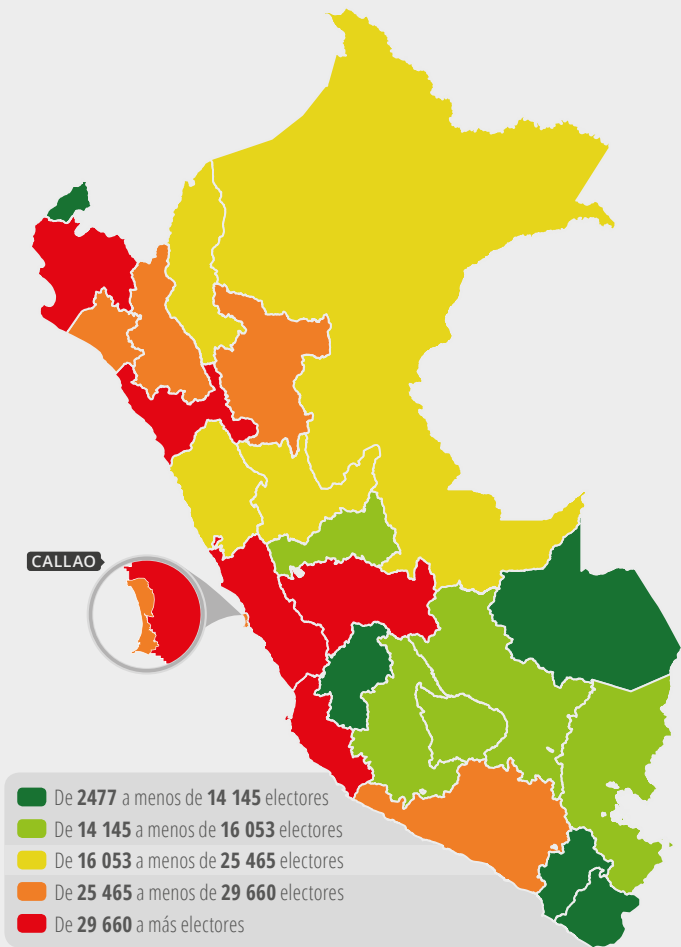 CALLAO
De 2477 a menos de 14 145 electores
De 14 145 a menos de 16 053 electores
De 16 053 a menos de 25 465 electores
De 25 465 a menos de 29 660 electores
De 29 660 a más electores